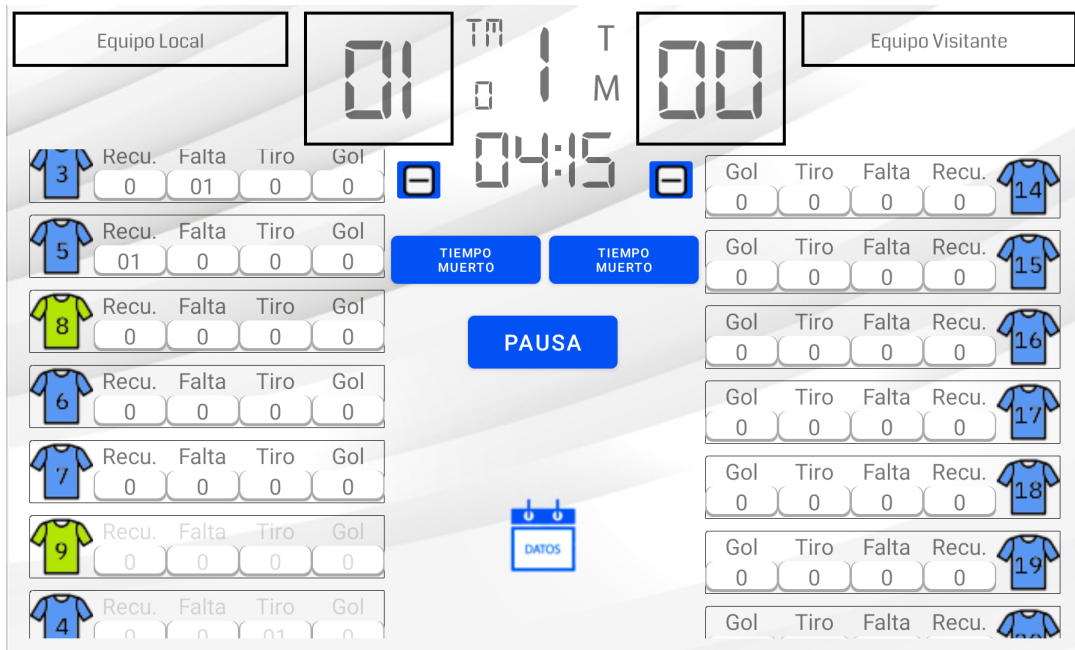 Equipo Local
01
TM
0
1
T
M
00
Equipo Visitante
04:15
TIEMPO
MUERTO
TIEMPO
MUERTO
PAUSA
DATOS
3 Recu. Falta Tiro Gol
0 01 0 0
5 Recu. Falta Tiro Gol
01 0 0 0
8 Recu. Falta Tiro Gol
0 0 0 0
6 Recu. Falta Tiro Gol
0 0 0 0
7 Recu. Falta Tiro Gol
0 0 0 0
9 Recu. Falta Tiro Gol
0 0 0 0
4 Recu. Falta Tiro Gol
0 0 01 0
Gol Tiro Falta Recu. 14
0 0 0 0
Gol Tiro Falta Recu. 15
0 0 0 0
Gol Tiro Falta Recu. 16
0 0 0 0
Gol Tiro Falta Recu. 17
0 0 0 0
Gol Tiro Falta Recu. 18
0 0 0 0
Gol Tiro Falta Recu. 19
0 0 0 0
Gol Tiro Falta Recu.